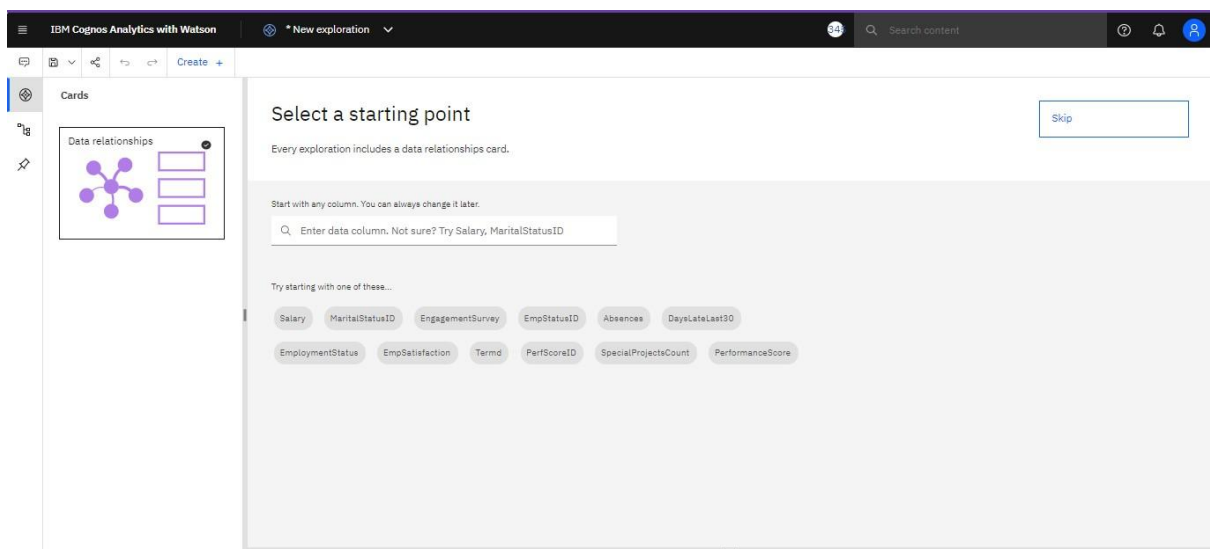 IBM Cognos Analytics with Watson
* New exploration
34
Search content
Create +
Cards
Data relationships
Select a starting point
Skip
Every exploration includes a data relationships card.
Start with any column. You can always change it later.
Enter data column. Not sure? Try Salary, MaritalStatusID
Try starting with one of these...
Salary MaritalStatusID EngagementSurvey EmpStatusID Absences DaysLateLast30
EmploymentStatus EmpSatisfaction Termd PerfScoreID SpecialProjectsCount PerformanceScore